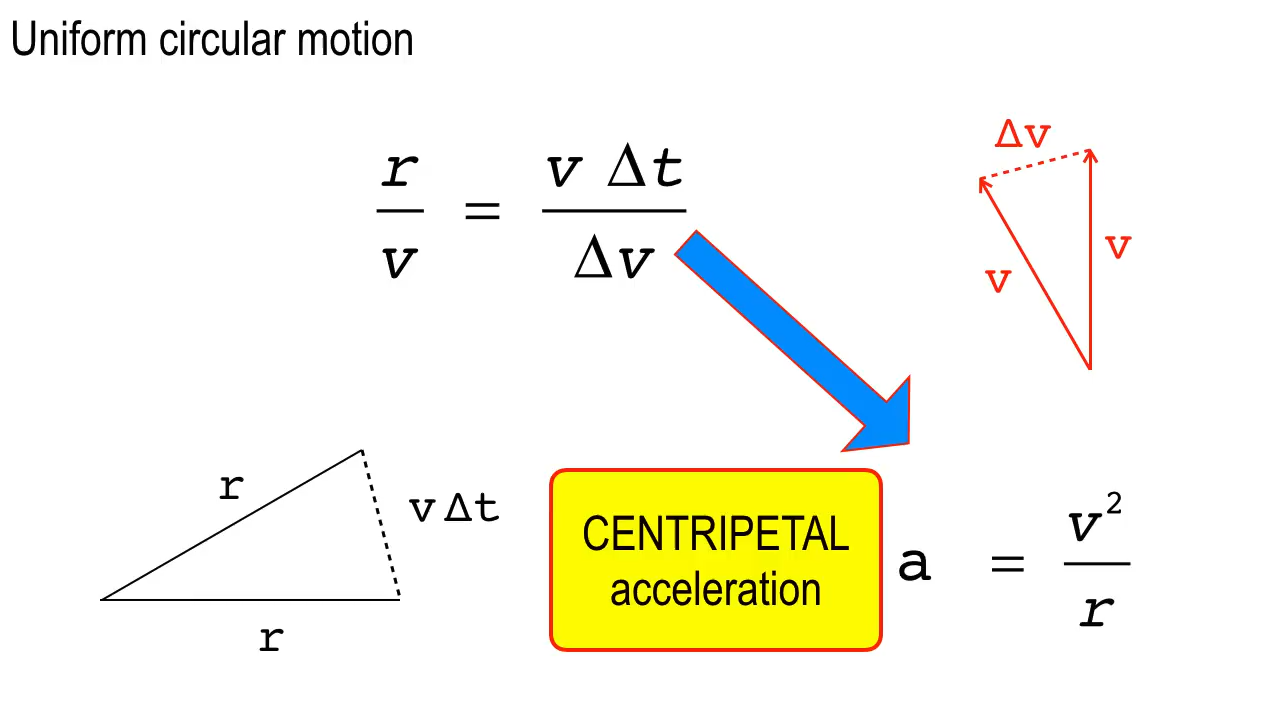 Uniform circular motion
r/v = v Δt/Δv
Δv
v
v
r
v Δt
r
CENTRIPETAL
acceleration
a = v²/r